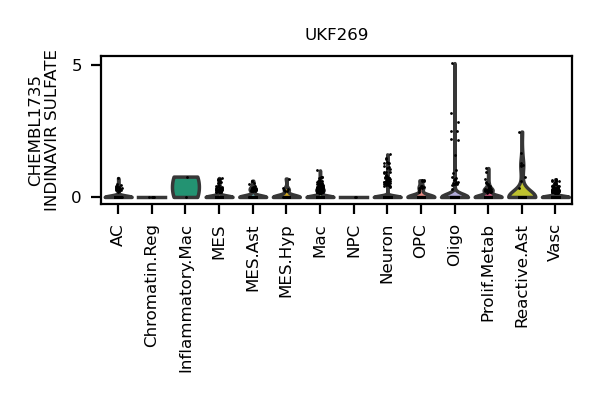 UKF269
CHEMBL1735
INDINAVIR SULFATE
5
0
AC
Chromatin.Reg
Inflammatory.Mac
MES
MES.Ast
MES.Hyp
Mac
NPC
Neuron
OPC
Oligo
Prolif.Metab
Reactive.Ast
Vasc